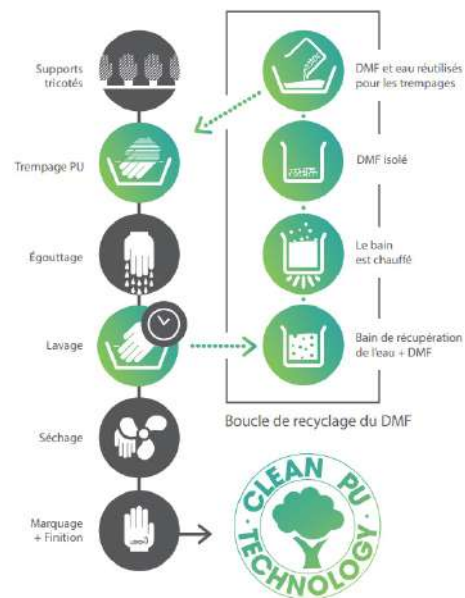 Supports
tricotés
Trempage PU
Égouttage
Lavage
Séchage
Marquage
+ Finition
DMF et eau réutilisés
pour les trempages
DMF isolé
Le bain
est chauffé
Bain de récupération
de l'eau + DMF
Boucle de recyclage du DMF
CLEAN PU
TECHNOLOGY